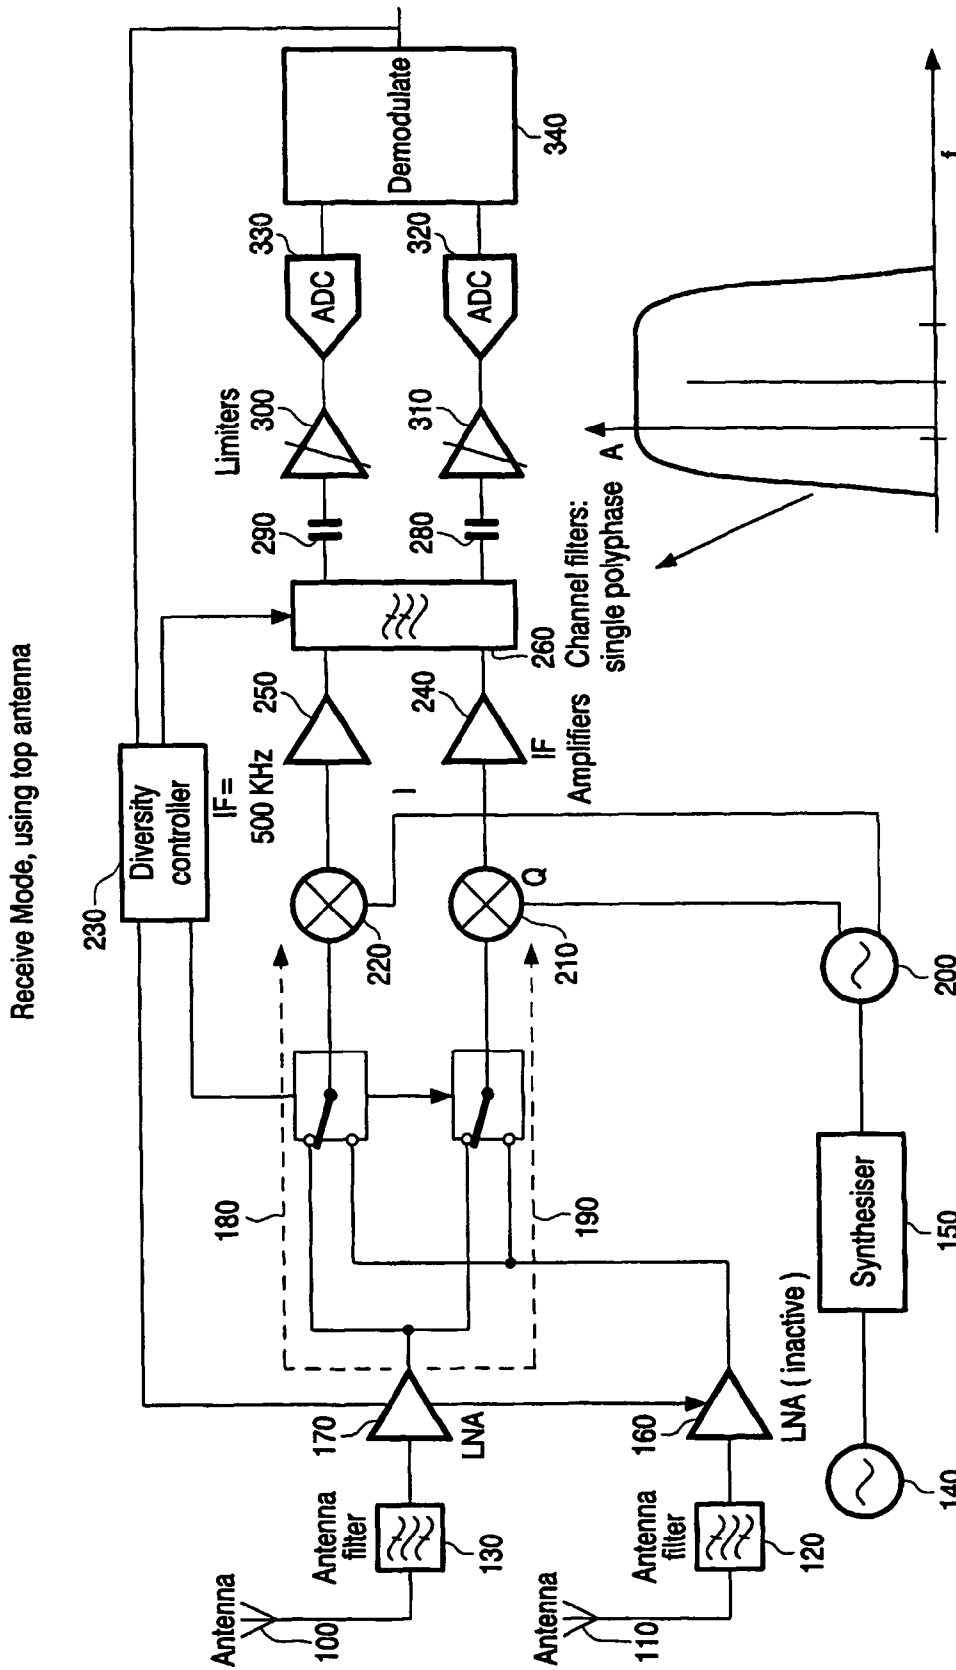 Receive Mode, using top antenna
230
Diversity
controller
IF=
500 KHz
180
190
220
210
Q
I
250
240
IF
Amplifiers
260
Channel filters:
single polyphase
290
280
Limiters
300
310
330
320
ADC
ADC
Demodulate
340
Antenna
100
Antenna
filter
130
170
LNA
Antenna
110
Antenna
filter
120
160
LNA ( inactive )
140
Synthesiser
150
200
A
f